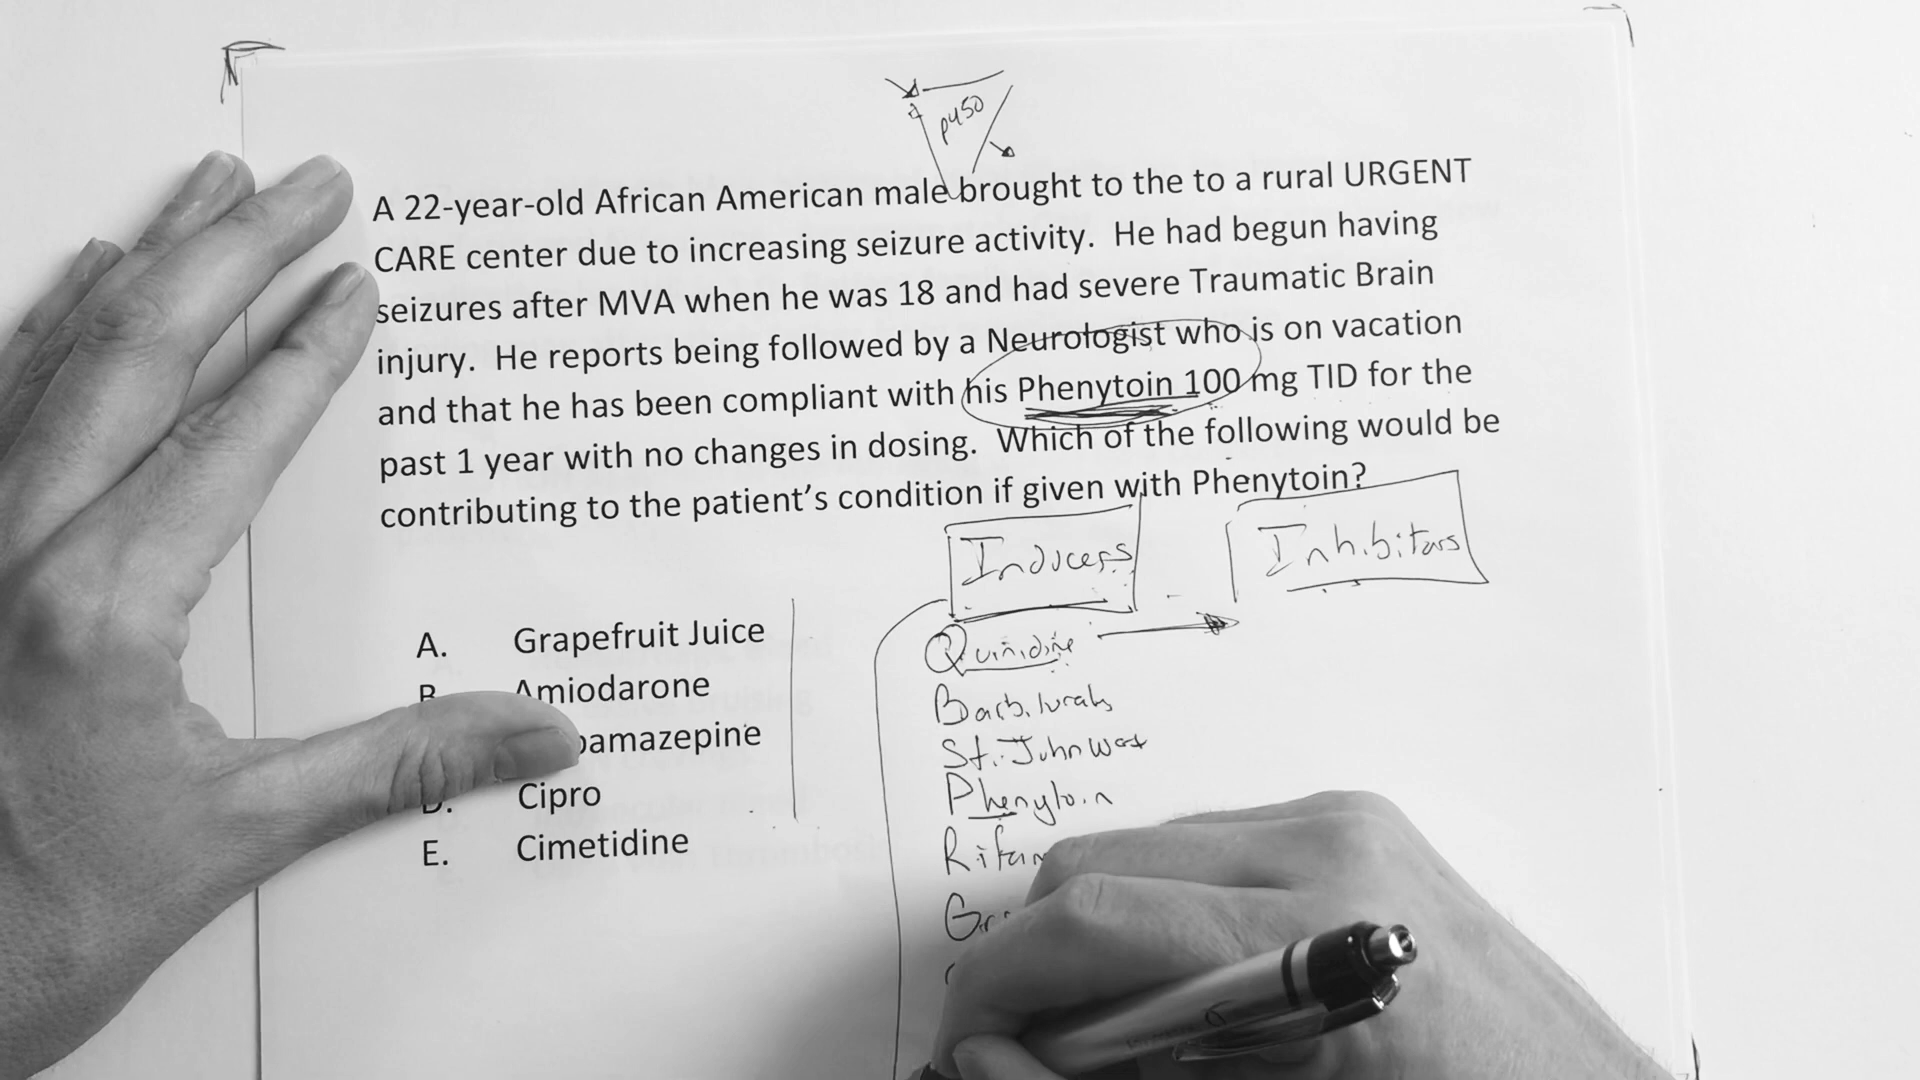 p450
A 22-year-old African American male brought to the to a rural URGENT
CARE center due to increasing seizure activity. He had begun having
seizures after MVA when he was 18 and had severe Traumatic Brain
injury. He reports being followed by a Neurologist who is on vacation
and that he has been compliant with his Phenytoin 100 mg TID for the
past 1 year with no changes in dosing. Which of the following would be
contributing to the patient's condition if given with Phenytoin?
Inducers
Inhibitors
A. Grapefruit Juice
B. Amiodarone
bamazepine
D. Cipro
E. Cimetidine
Quinidine
Barbiturats
St. John Wort
Phenytoin
Rifam
Gr